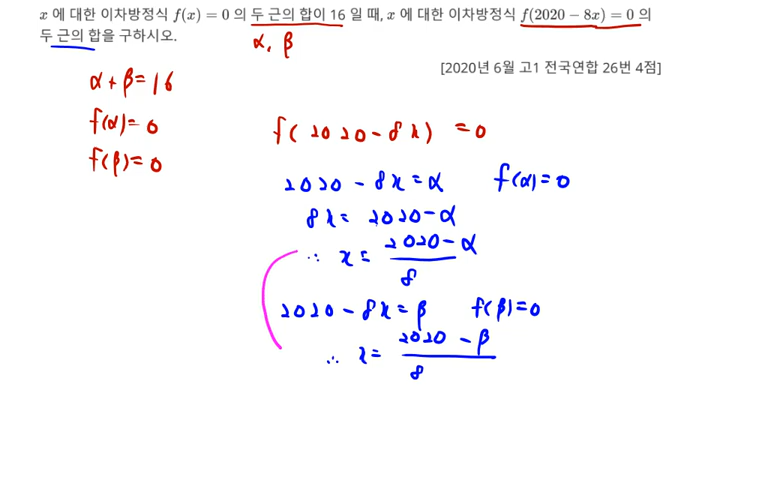 x 에 대한 이차방정식 f(x) = 0 의 두 근의 합이 16 일 때, x 에 대한 이차방정식 f(2020 − 8x) = 0 의
두 근의 합을 구하시오.
α, β
[2020년 6월 고1 전국연합 26번 4점]
α + β = 16
f(α) = 0
f(β) = 0
f(2020 − 8x) = 0
2020 − 8x = α f(α) = 0
8x = 2020 − α
∴ x = (2020 − α)/8
2020 − 8x = β f(β) = 0
∴ x = (2020 − β)/8